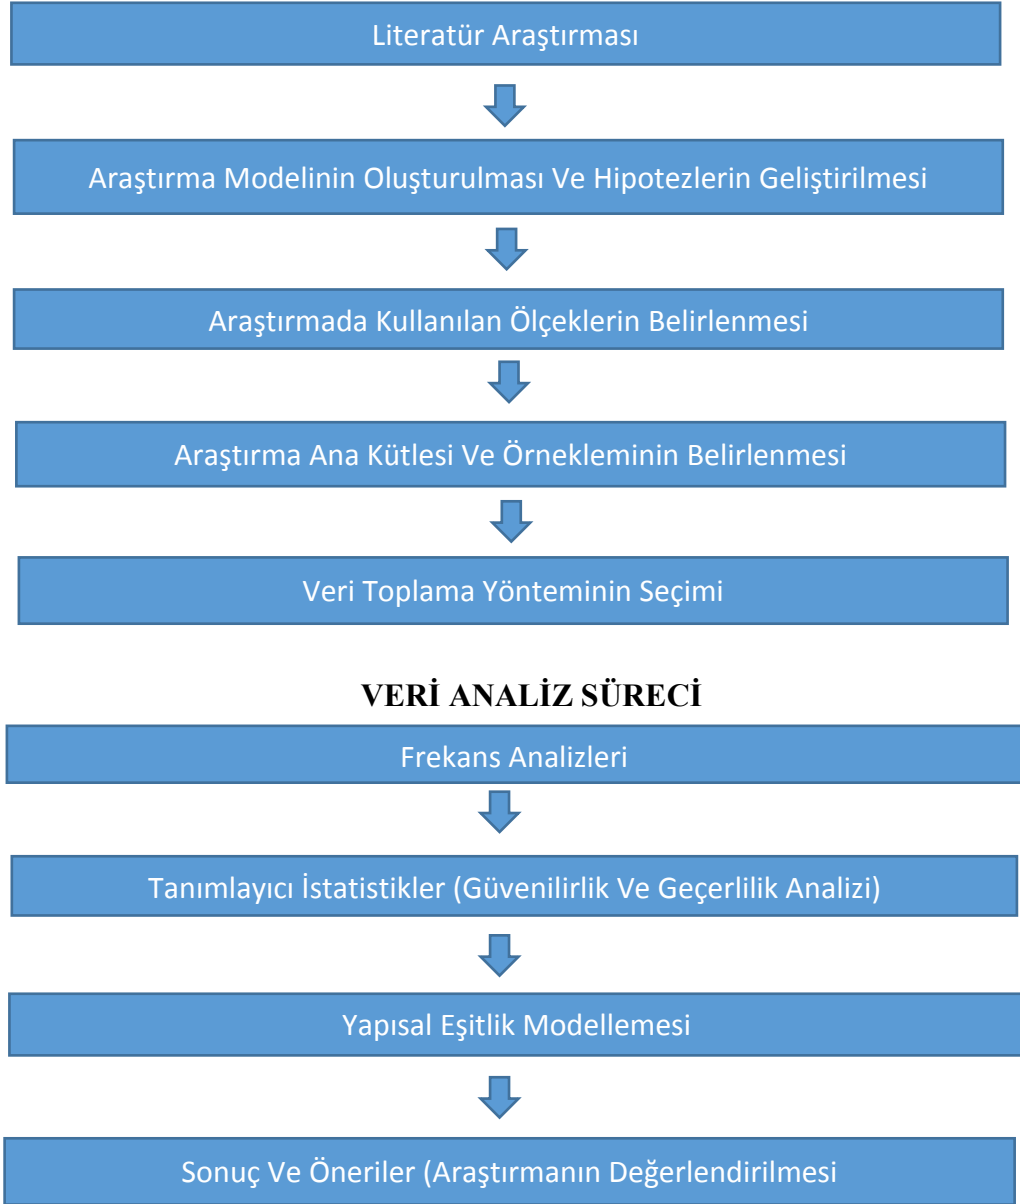 Literatür Araştırması
Araştırma Modelinin Oluşturulması Ve Hipotezlerin Geliştirilmesi
Araştırmada Kullanılan Ölçeklerin Belirlenmesi
Araştırma Ana Kütlesi Ve Örnekleminin Belirlenmesi
Veri Toplama Yönteminin Seçimi
VERİ ANALİZ SÜRECİ
Frekans Analizleri
Tanımlayıcı İstatistikler (Güvenilirlik Ve Geçerlilik Analizi)
Yapısal Eşitlik Modellemesi
Sonuç Ve Öneriler (Araştırmanın Değerlendirilmesi